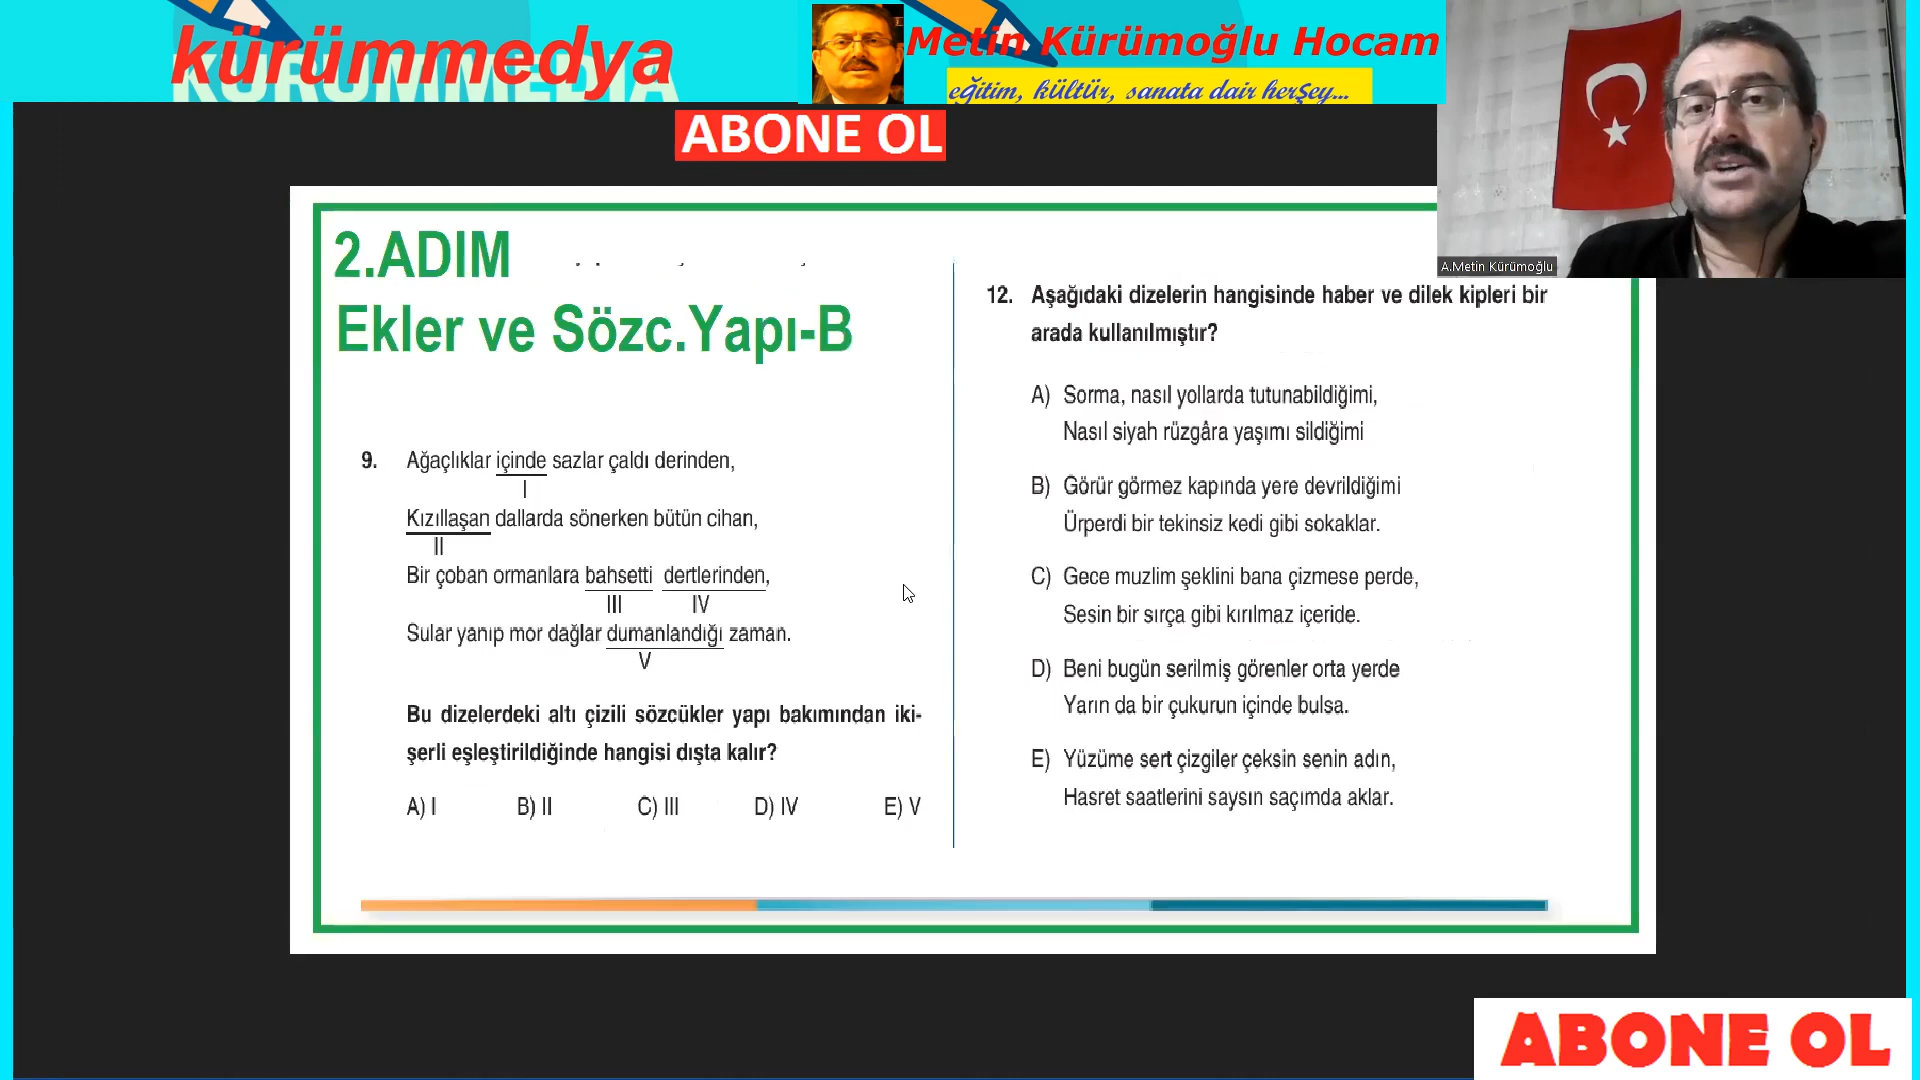 kürümmedya
KÜRÜMMEDIA
Metin Kürümoğlu Hocam
eğitim, kültür, sanata dair herşey...
ABONE OL
A.Metin Kürümoğlu
2.ADIM
Ekler ve Sözc.Yapı-B
9. Ağaçlıklar içinde sazlar çaldı derinden,
I
Kızıllaşan dallarda sönerken bütün cihan,
II
Bir çoban ormanlara bahsetti dertlerinden,
III IV
Sular yanıp mor dağlar dumanlandığı zaman.
V
Bu dizelerdeki altı çizili sözcükler yapı bakımından iki-
şerli eşleştirildiğinde hangisi dışta kalır?
A) I B) II C) III D) IV E) V
12. Aşağıdaki dizelerin hangisinde haber ve dilek kipleri bir
arada kullanılmıştır?
A) Sorma, nasıl yollarda tutunabildiğimi,
Nasıl siyah rüzgâra yaşımı sildiğimi
B) Görür görmez kapında yere devrildiğimi
Ürperdi bir tekinsiz kedi gibi sokaklar.
C) Gece muzlim şeklini bana çizmese perde,
Sesin bir sırça gibi kırılmaz içeride.
D) Beni bugün serilmiş görenler orta yerde
Yarın da bir çukurun içinde bulsa.
E) Yüzüme sert çizgiler çeksin senin adın,
Hasret saatlerini saysın saçımda aklar.
ABONE OL